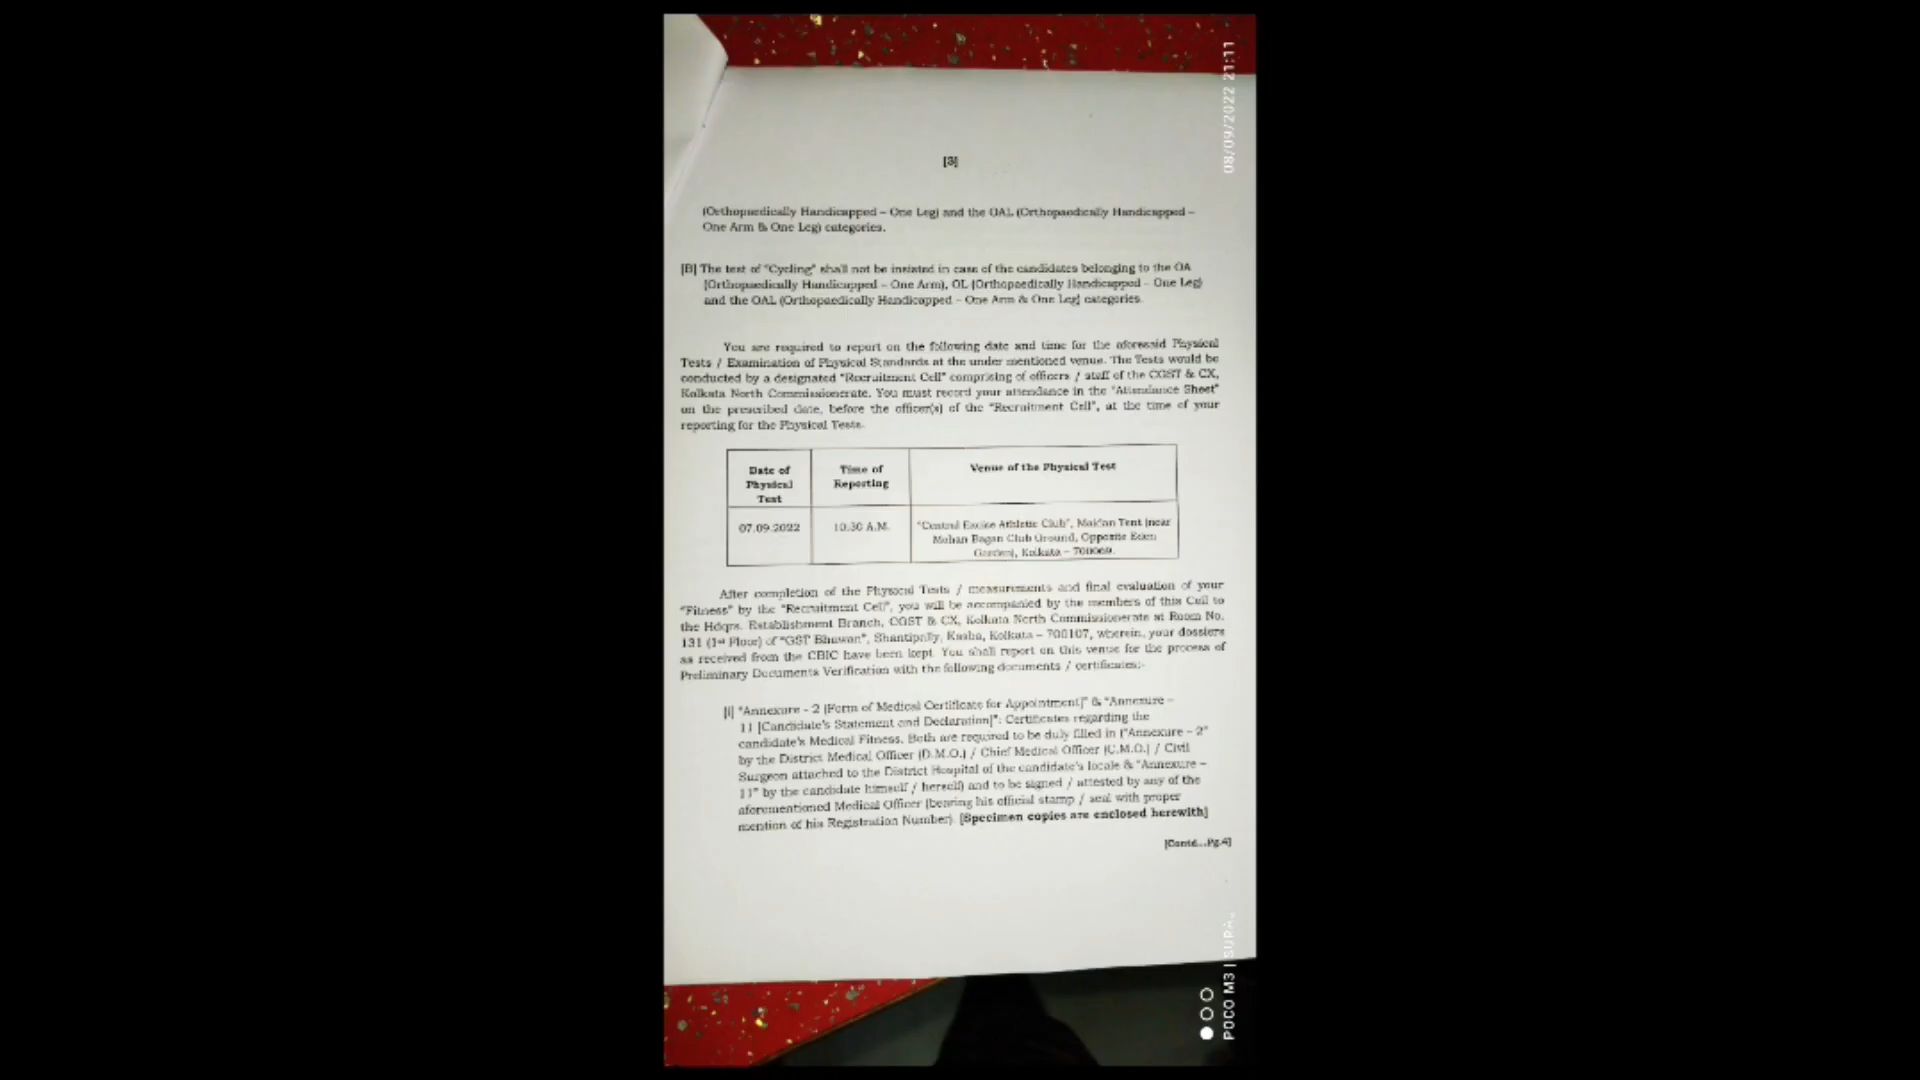 [3]
(Orthopaedically Handicapped – One Leg) and the OAL (Orthopaedically Handicapped –
One Arm & One Leg) categories.
[B] The test of "Cycling" shall not be insisted in case of the candidates belonging to the OA
(Orthopaedically Handicapped – One Arm), OL (Orthopaedically Handicapped – One Leg)
and the OAL (Orthopaedically Handicapped – One Arm & One Leg) categories.
You are required to report on the following date and time for the aforesaid Physical
Tests / Examination of Physical Standards at the under mentioned venue. The Tests would be
conducted by a designated "Recruitment Cell" comprising of officers / staff of the CGST & CX,
Kolkata North Commissionerate. You must record your attendance in the "Attendance Sheet"
on the prescribed date, before the officer(s) of the "Recruitment Cell", at the time of your
reporting for the Physical Tests.
Date of
Physical
Test
Time of
Reporting
Venue of the Physical Test
07.09.2022
10.30 A.M.
"Central Excise Athletic Club", Maidan Tent (near
Mohan Bagan Club Ground, Opposite Eden
Garden), Kolkata – 700069.
After completion of the Physical Tests / measurements and final evaluation of your
"Fitness" by the "Recruitment Cell", you will be accompanied by the members of this Cell to
the Hdqrs. Establishment Branch, CGST & CX, Kolkata North Commissionerate at Room No.
131 (1st Floor) of "GST Bhawan", Shantipally, Kasba, Kolkata – 700107, wherein, your dossiers
as received from the CBIC have been kept. You shall report on this venue for the process of
Preliminary Documents Verification with the following documents / certificates:-
[i] "Annexure - 2 [Form of Medical Certificate for Appointment]" & "Annexure –
11 [Candidate's Statement and Declaration]": Certificates regarding the
candidate's Medical Fitness. Both are required to be duly filled in ("Annexure – 2"
by the District Medical Officer (D.M.O.) / Chief Medical Officer (C.M.O.) / Civil
Surgeon attached to the District Hospital of the candidate's locale & "Annexure –
11" by the candidate himself / herself) and to be signed / attested by any of the
aforementioned Medical Officer (bearing his official stamp / seal with proper
mention of his Registration Number). [Specimen copies are enclosed herewith]
[Contd...Pg.4]
08/09/2022 21:11
POCO M3 |